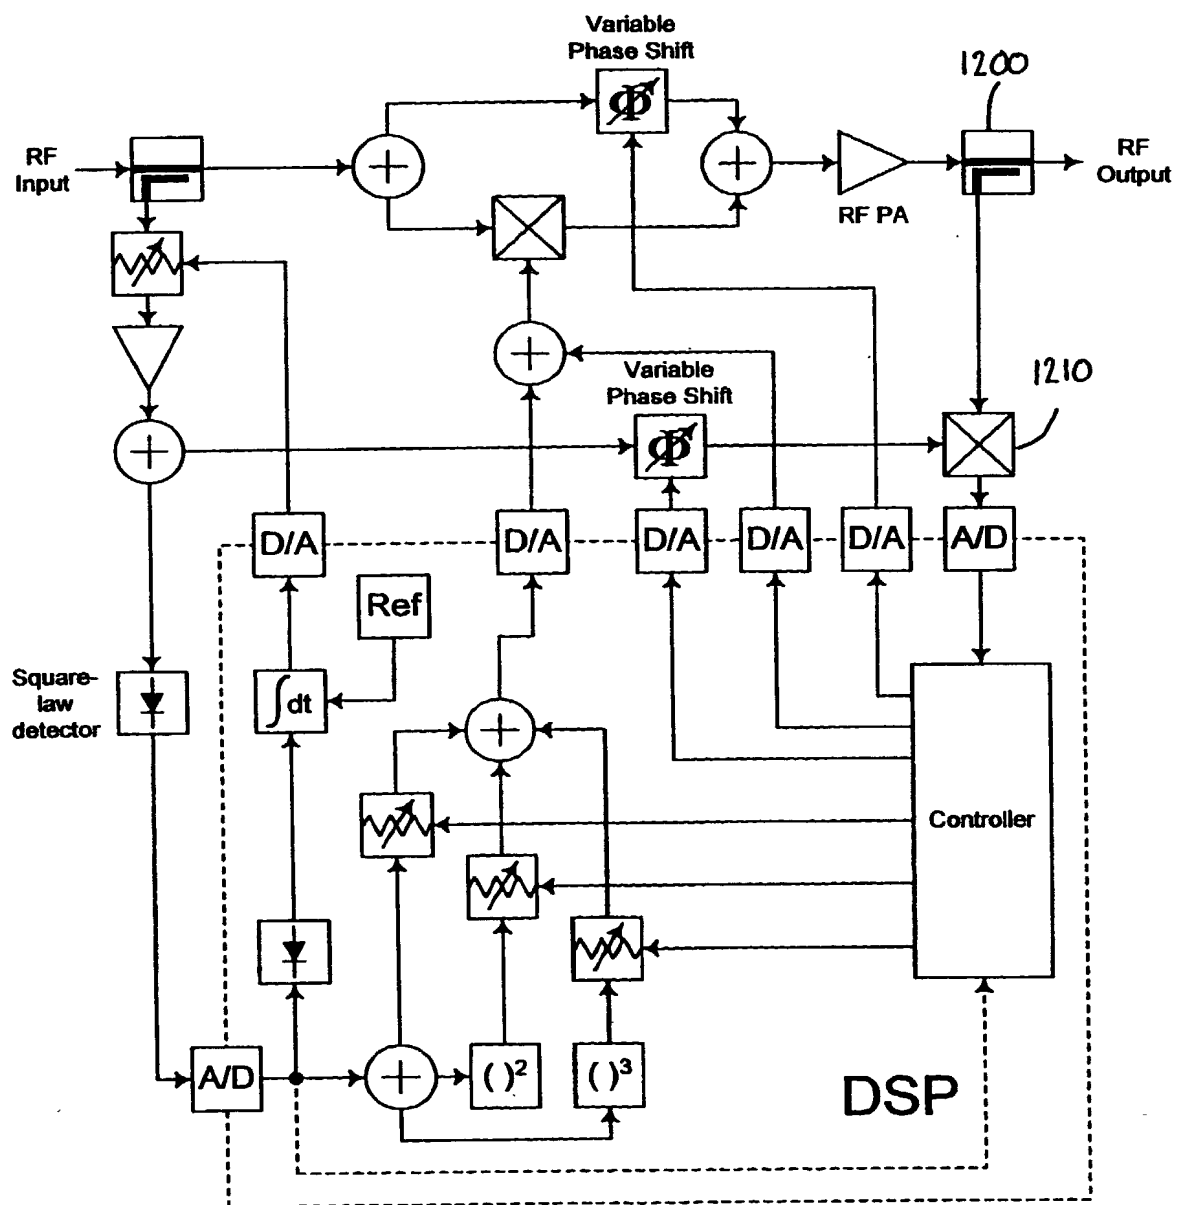 Variable
Phase Shift
1200
Φ
RF
Input
RF
Output
RF PA
1210
Variable
Phase Shift
Φ
D/A
D/A
D/A
D/A
D/A
A/D
Ref
Square-
law
detector
∫dt
Controller
A/D
( )²
( )³
DSP